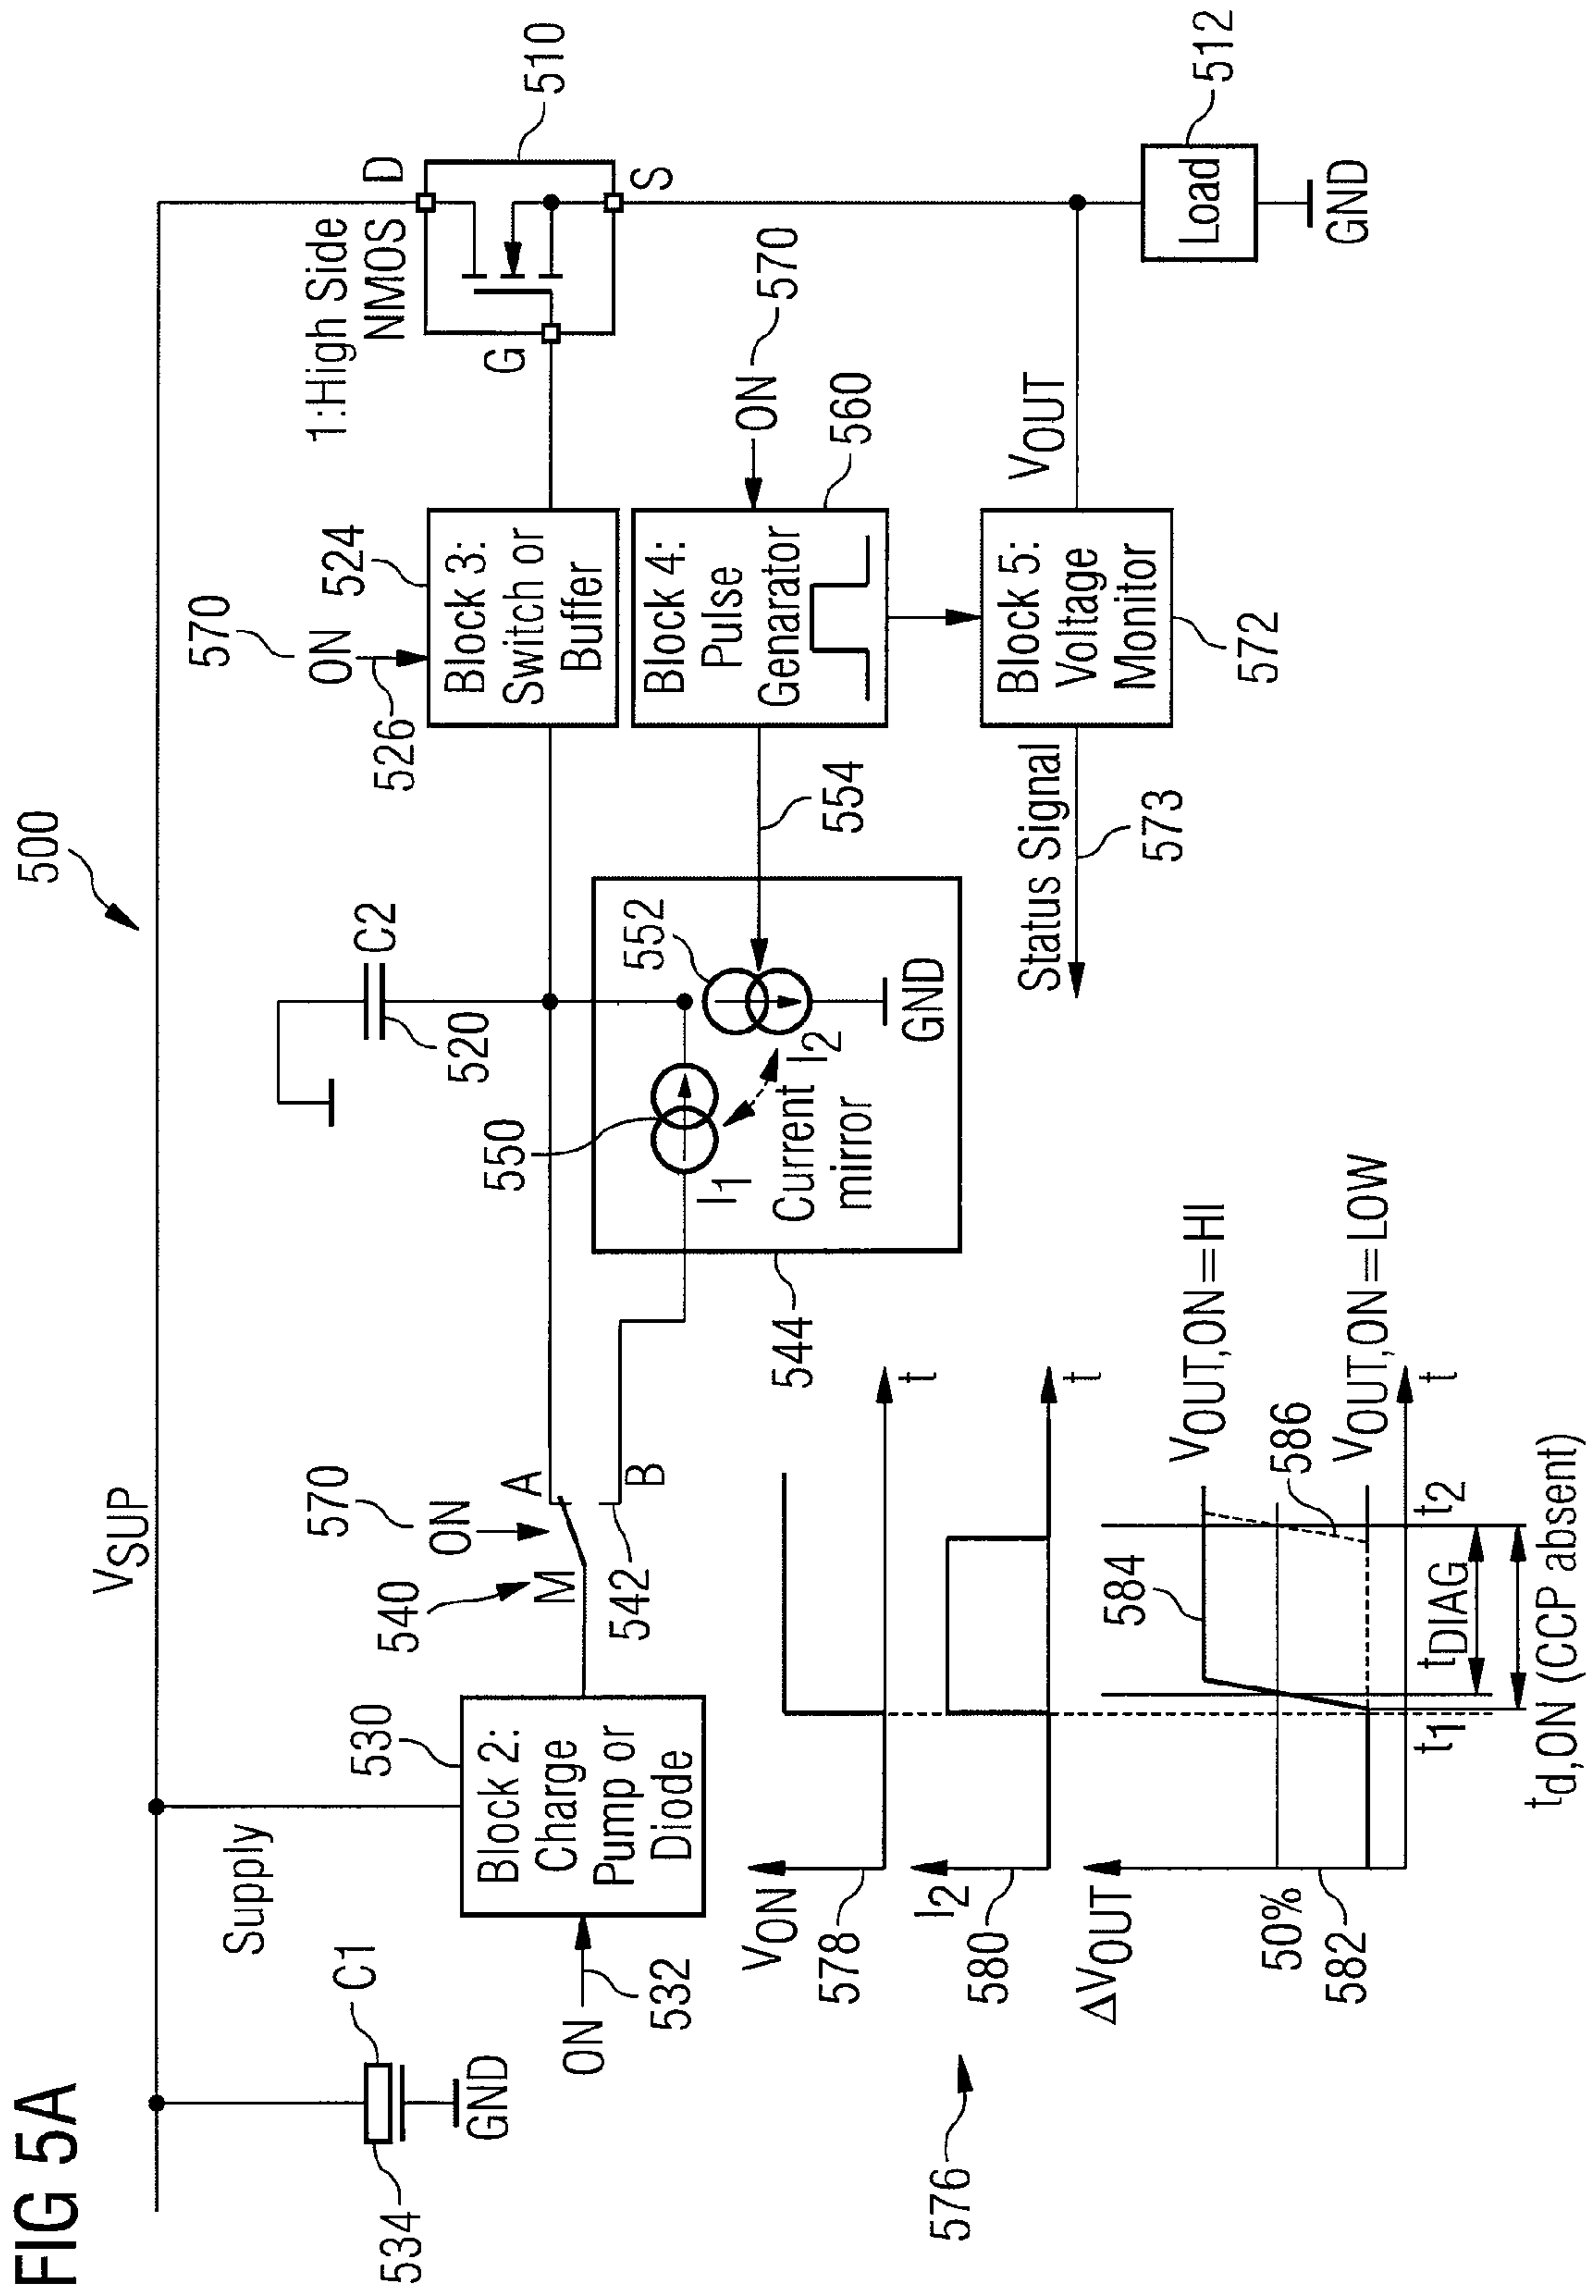 FIG 5A
500
VSUP
Supply
C1
534
GND
530
Block 2:
Charge
Pump or
Diode
ON
532
540
M
570
ON
A
B
542
C2
520
550
I1
552
I2
Current
mirror
GND
544
554
570
ON
526
524
Block 3:
Switch or
Buffer
Block 4:
Pulse
Genarator
560
ON
570
Block 5:
Voltage
Monitor
572
Status Signal
573
VOUT
1:High Side
NMOS
D
G
S
510
Load
512
GND
576
VON
578
t
I2
580
t
ΔVOUT
50%
582
584
586
VOUT,ON=HI
VOUT,ON=LOW
t
t1
t2
tDIAG
td,ON (CCP absent)